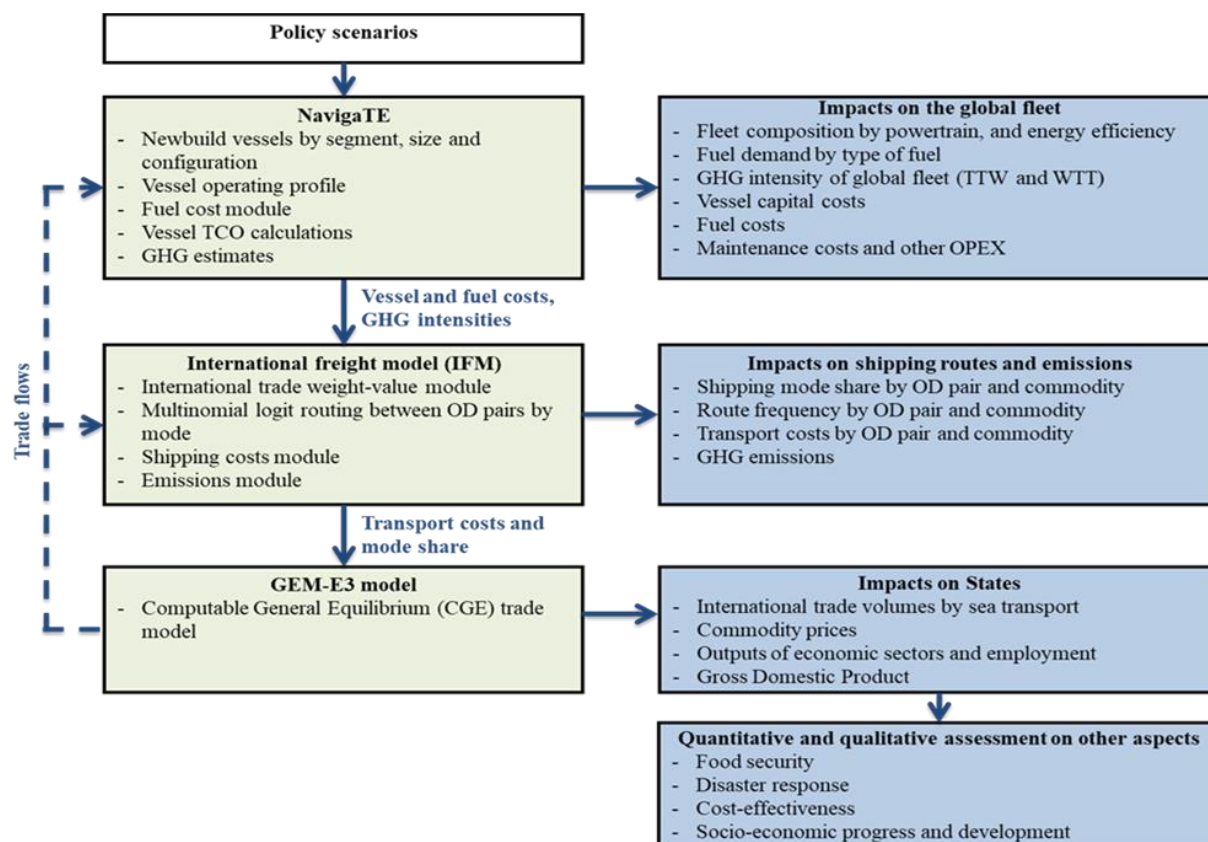 Policy scenarios
NavigaTE
- Newbuild vessels by segment, size and
configuration
- Vessel operating profile
- Fuel cost module
- Vessel TCO calculations
- GHG estimates
Impacts on the global fleet
- Fleet composition by powertrain, and energy efficiency
- Fuel demand by type of fuel
- GHG intensity of global fleet (TTW and WTT)
- Vessel capital costs
- Fuel costs
- Maintenance costs and other OPEX
Vessel and fuel costs,
GHG intensities
Trade flows
International freight model (IFM)
- International trade weight-value module
- Multinomial logit routing between OD pairs by
mode
- Shipping costs module
- Emissions module
Impacts on shipping routes and emissions
- Shipping mode share by OD pair and commodity
- Route frequency by OD pair and commodity
- Transport costs by OD pair and commodity
- GHG emissions
Transport costs and
mode share
GEM-E3 model
- Computable General Equilibrium (CGE) trade
model
Impacts on States
- International trade volumes by sea transport
- Commodity prices
- Outputs of economic sectors and employment
- Gross Domestic Product
Quantitative and qualitative assessment on other aspects
- Food security
- Disaster response
- Cost-effectiveness
- Socio-economic progress and development